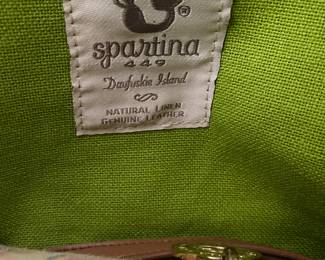 ®
spartina
449
Daufuskie Island
NATURAL LINEN
GENUINE LEATHER